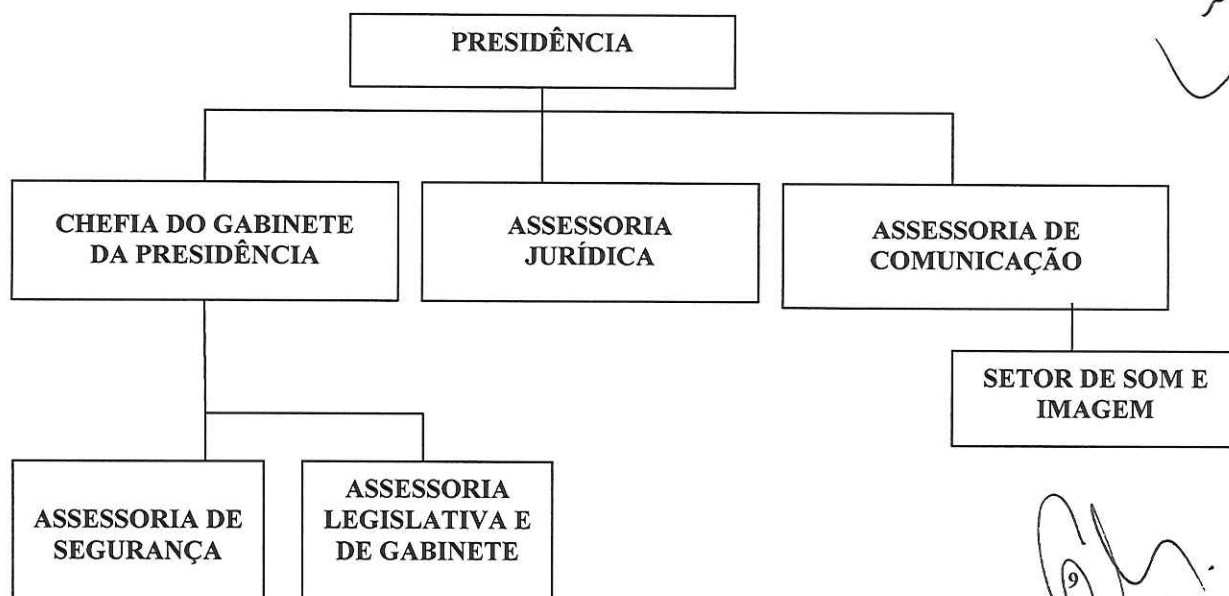 PRESIDÊNCIA
CHEFIA DO GABINETE
DA PRESIDÊNCIA
ASSESSORIA
JURÍDICA
ASSESSORIA DE
COMUNICAÇÃO
SETOR DE SOM E
IMAGEM
ASSESSORIA DE
SEGURANÇA
ASSESSORIA
LEGISLATIVA E
DE GABINETE
9